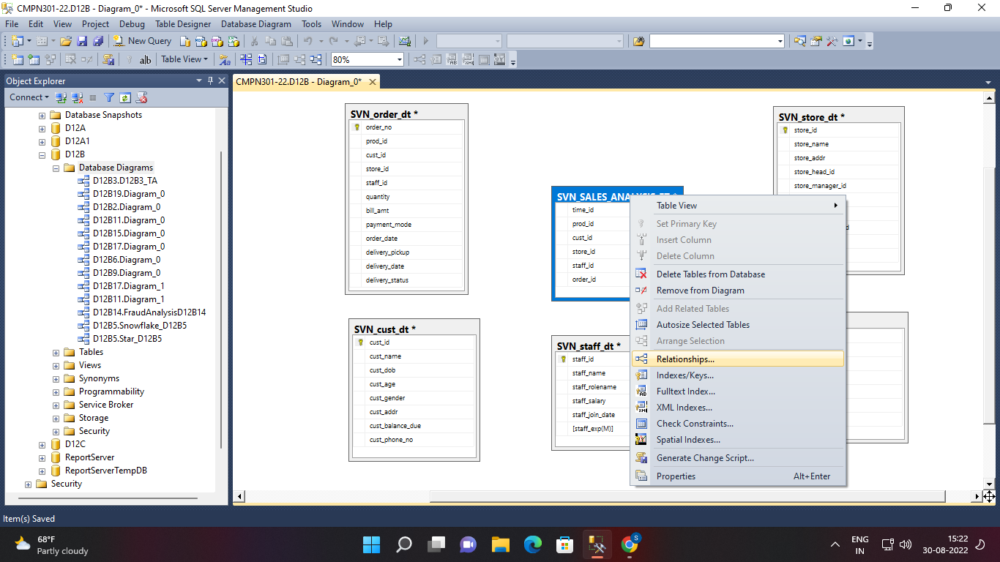 CMPN301-22.D12B - Diagram_0* - Microsoft SQL Server Management Studio
File Edit View Project Debug Table Designer Database Diagram Tools Window Help
New Query
Table View 80%
Object Explorer
Connect
Database Snapshots
D12A
D12A1
D12B
Database Diagrams
D12B3.D12B3_TA
D12B19.Diagram_0
D12B2.Diagram_0
D12B11.Diagram_0
D12B15.Diagram_0
D12B17.Diagram_0
D12B6.Diagram_0
D12B9.Diagram_0
D12B17.Diagram_1
D12B11.Diagram_1
D12B14.FraudAnalysisD12B14
D12B5.Snowflake_D12B5
D12B5.Star_D12B5
Tables
Views
Synonyms
Programmability
Service Broker
Storage
Security
D12C
ReportServer
ReportServerTempDB
Security
CMPN301-22.D12B - Diagram_0*
SVN_order_dt *
order_no
prod_id
cust_id
store_id
staff_id
quantity
bill_amt
payment_mode
order_date
delivery_pickup
delivery_date
delivery_status
SVN_cust_dt *
cust_id
cust_name
cust_dob
cust_age
cust_gender
cust_addr
cust_balance_due
cust_phone_no
SVN_SALES_ANALYSIS_FT *
time_id
prod_id
cust_id
store_id
staff_id
order_id
SVN_staff_dt *
staff_id
staff_name
staff_rolename
staff_salary
staff_join_date
[staff_exp(M)]
SVN_store_dt *
store_id
store_name
store_addr
store_head_id
store_manager_id
Table View
Set Primary Key
Insert Column
Delete Column
Delete Tables from Database
Remove from Diagram
Add Related Tables
Autosize Selected Tables
Arrange Selection
Relationships...
Indexes/Keys...
Fulltext Index...
XML Indexes...
Check Constraints...
Spatial Indexes...
Generate Change Script...
Properties Alt+Enter
Item(s) Saved
68°F
Partly cloudy
ENG
IN
15:22
30-08-2022